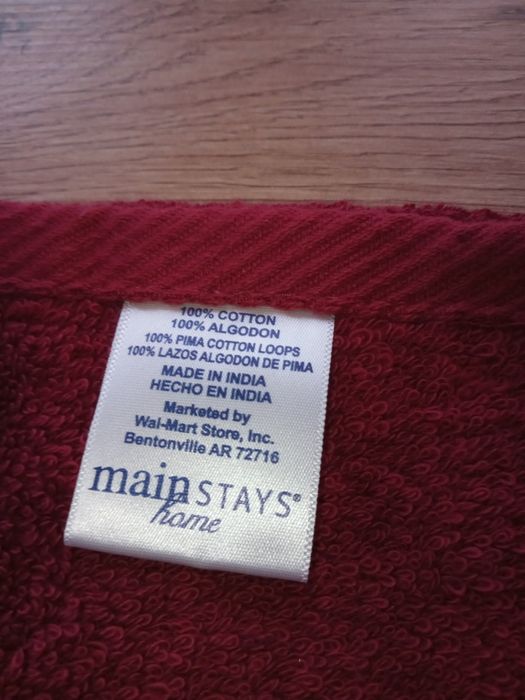 100% COTTON
100% ALGODON
100% PIMA COTTON LOOPS
100% LAZOS ALGODON DE PIMA
MADE IN INDIA
HECHO EN INDIA
Marketed by
Wal-Mart Store, Inc.
Bentonville AR 72716
mainSTAYS®
home